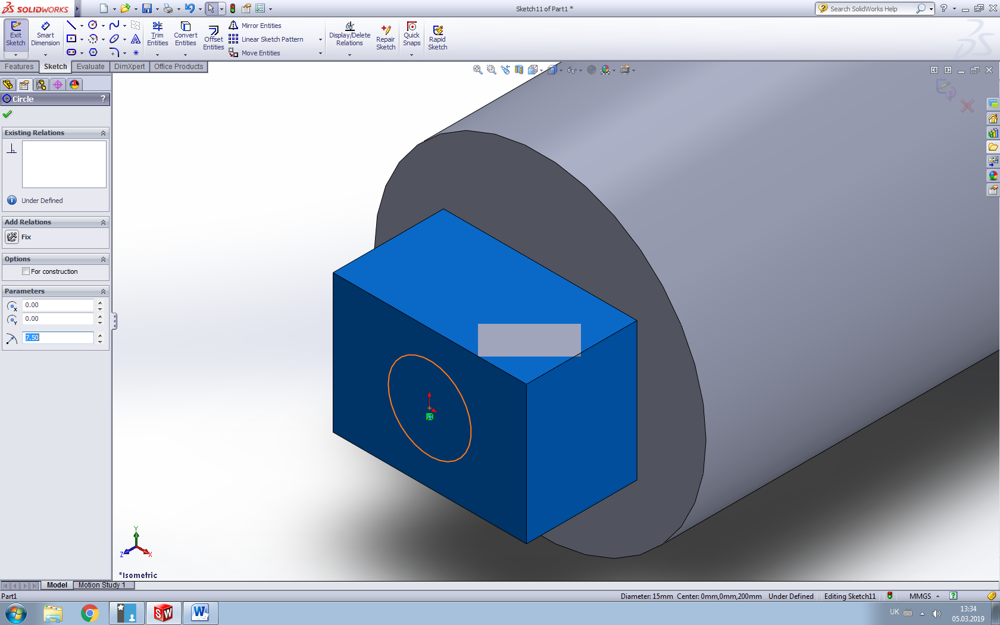 SOLIDWORKS
Sketch11 of Part1 *
Search SolidWorks Help
Exit Sketch
Smart Dimension
Trim Entities
Convert Entities
Offset Entities
Mirror Entities
Linear Sketch Pattern
Move Entities
Display/Delete Relations
Repair Sketch
Quick Snaps
Rapid Sketch
Features
Sketch
Evaluate
DimXpert
Office Products
Circle
?
Existing Relations
Under Defined
Add Relations
Fix
Options
For construction
Parameters
0.00
0.00
7.50
Y
Z
X
*Isometric
Model
Motion Study 1
Part1
Diameter: 15mm Center: 0mm,0mm,200mm
Under Defined
Editing Sketch11
MMGS
UK
13:34
05.03.2019